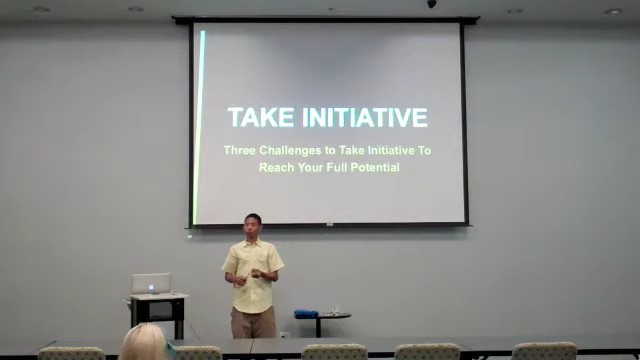 TAKE INITIATIVE
Three Challenges to Take Initiative To
Reach Your Full Potential